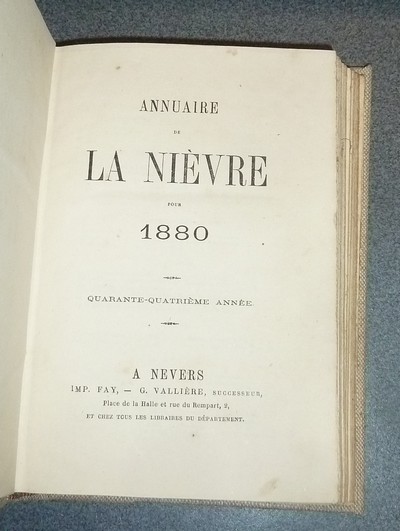 ANNUAIRE
DE
LA NIÈVRE
POUR
1880
QUARANTE-QUATRIÈME ANNÉE.
A NEVERS
IMP. FAY, — G. VALLIÈRE, SUCCESSEUR,
Place de la Halle et rue du Rempart, 2,
ET CHEZ TOUS LES LIBRAIRES DU DÉPARTEMENT.